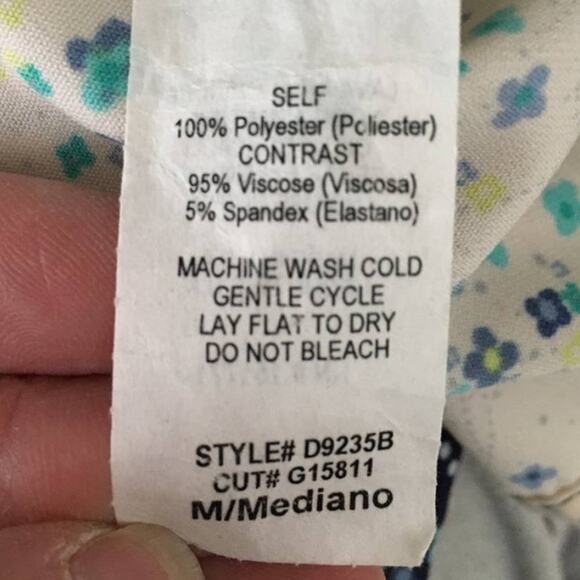 SELF
100% Polyester (Poliester)
CONTRAST
95% Viscose (Viscosa)
5% Spandex (Elastano)
MACHINE WASH COLD
GENTLE CYCLE
LAY FLAT TO DRY
DO NOT BLEACH
STYLE# D9235B
CUT# G15811
M/Mediano